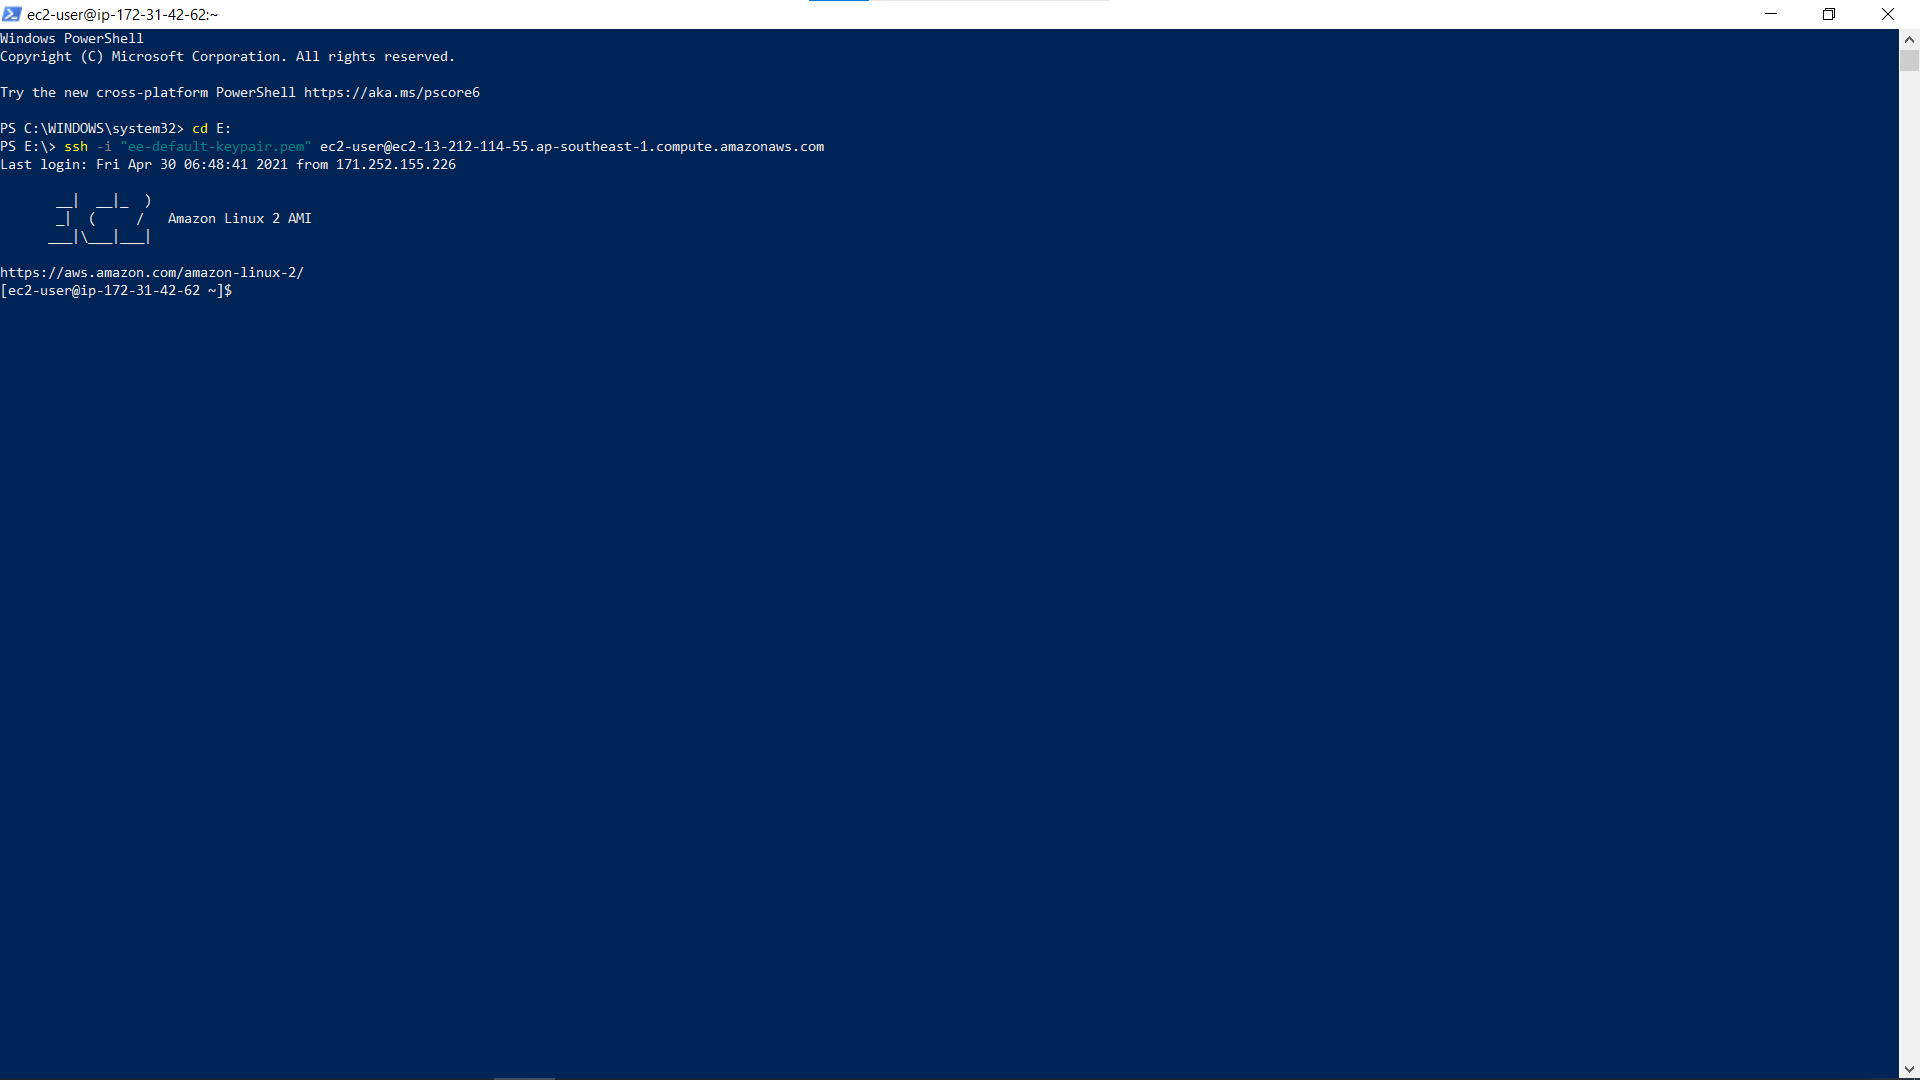 ec2-user@ip-172-31-42-62:~
Windows PowerShell
Copyright (C) Microsoft Corporation. All rights reserved.
Try the new cross-platform PowerShell https://aka.ms/pscore6
PS C:\WINDOWS\system32> cd E:
PS E:\> ssh -i "ee-default-keypair.pem" ec2-user@ec2-13-212-114-55.ap-southeast-1.compute.amazonaws.com
Last login: Fri Apr 30 06:48:41 2021 from 171.252.155.226
       __|  __|_  )
       _|  (     /   Amazon Linux 2 AMI
      ___|\___|___|
https://aws.amazon.com/amazon-linux-2/
[ec2-user@ip-172-31-42-62 ~]$